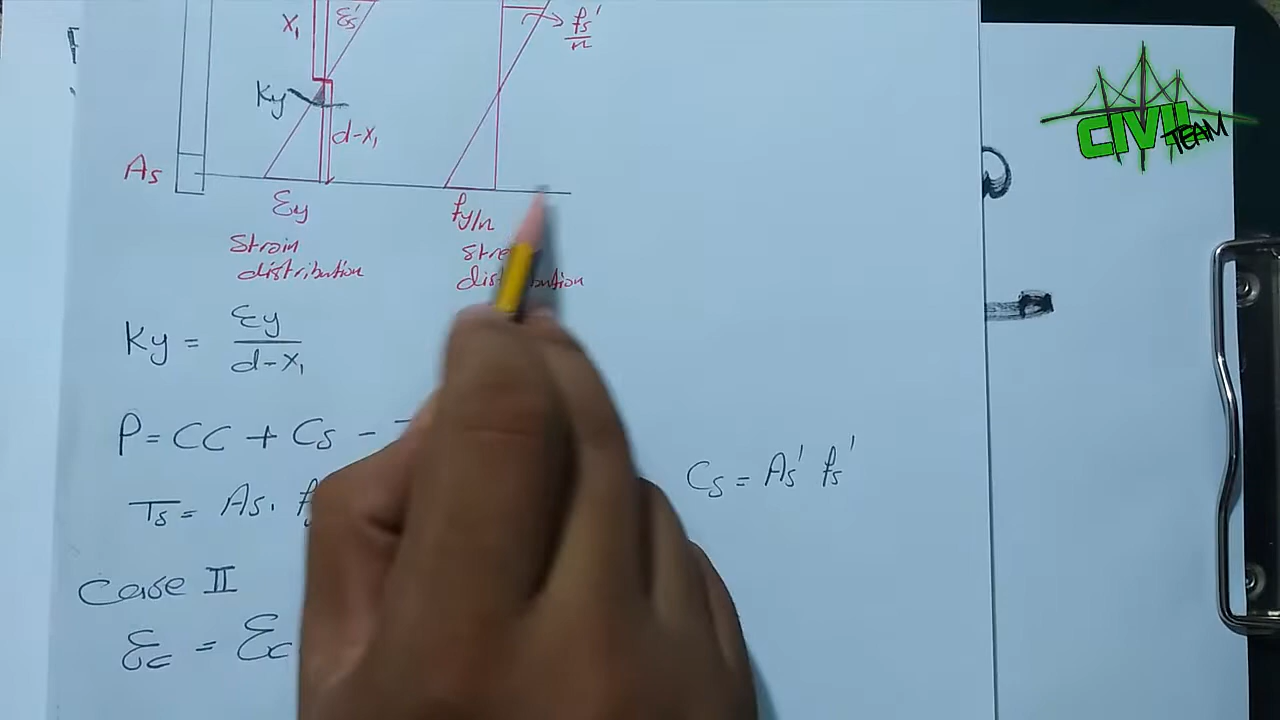 x₁ εs' fs'/n
Ky
d-x₁
As
εy fy/n
Strain
distribution distribution
Ky = εy/d-x₁
P = CC + Cs -
Cs = As' fs'
Ts = As.
Case II
εc = εc
CIVIL
TEAM